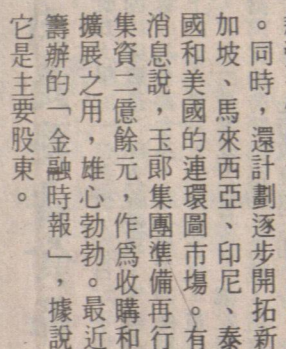 。同時，還計劃逐步開拓新
加坡、馬來西亞、印尼、泰
國和美國的連環圖市場。有
消息說，玉郎集團準備再行
集資二億餘元，作爲收購和
擴展之用，雄心勃勃。最近
籌辦的「金融時報」，據說
它是主要股東。